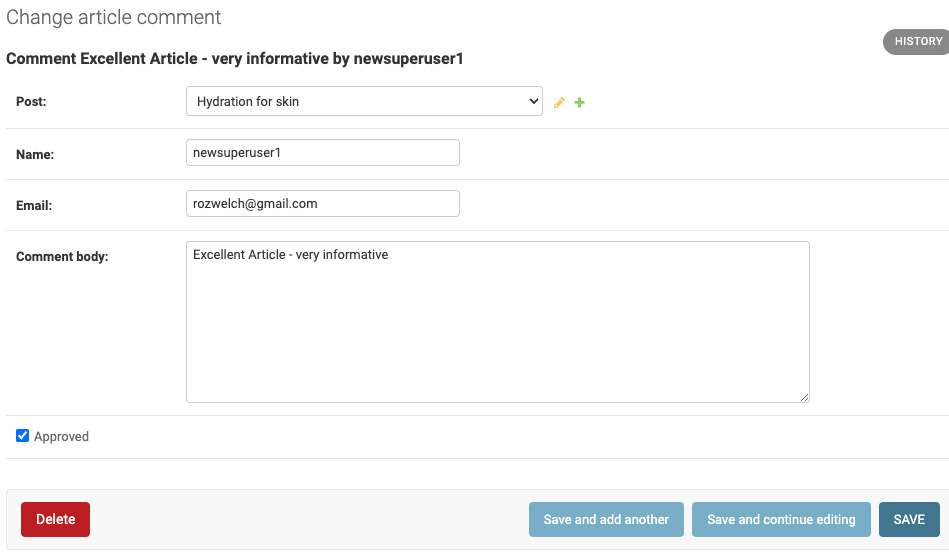 Change article comment
HISTORY
Comment Excellent Article - very informative by newsuperuser1
Post: Hydration for skin
Name: newsuperuser1
Email: rozwelch@gmail.com
Comment body: Excellent Article - very informative
Approved
Delete Save and add another Save and continue editing SAVE